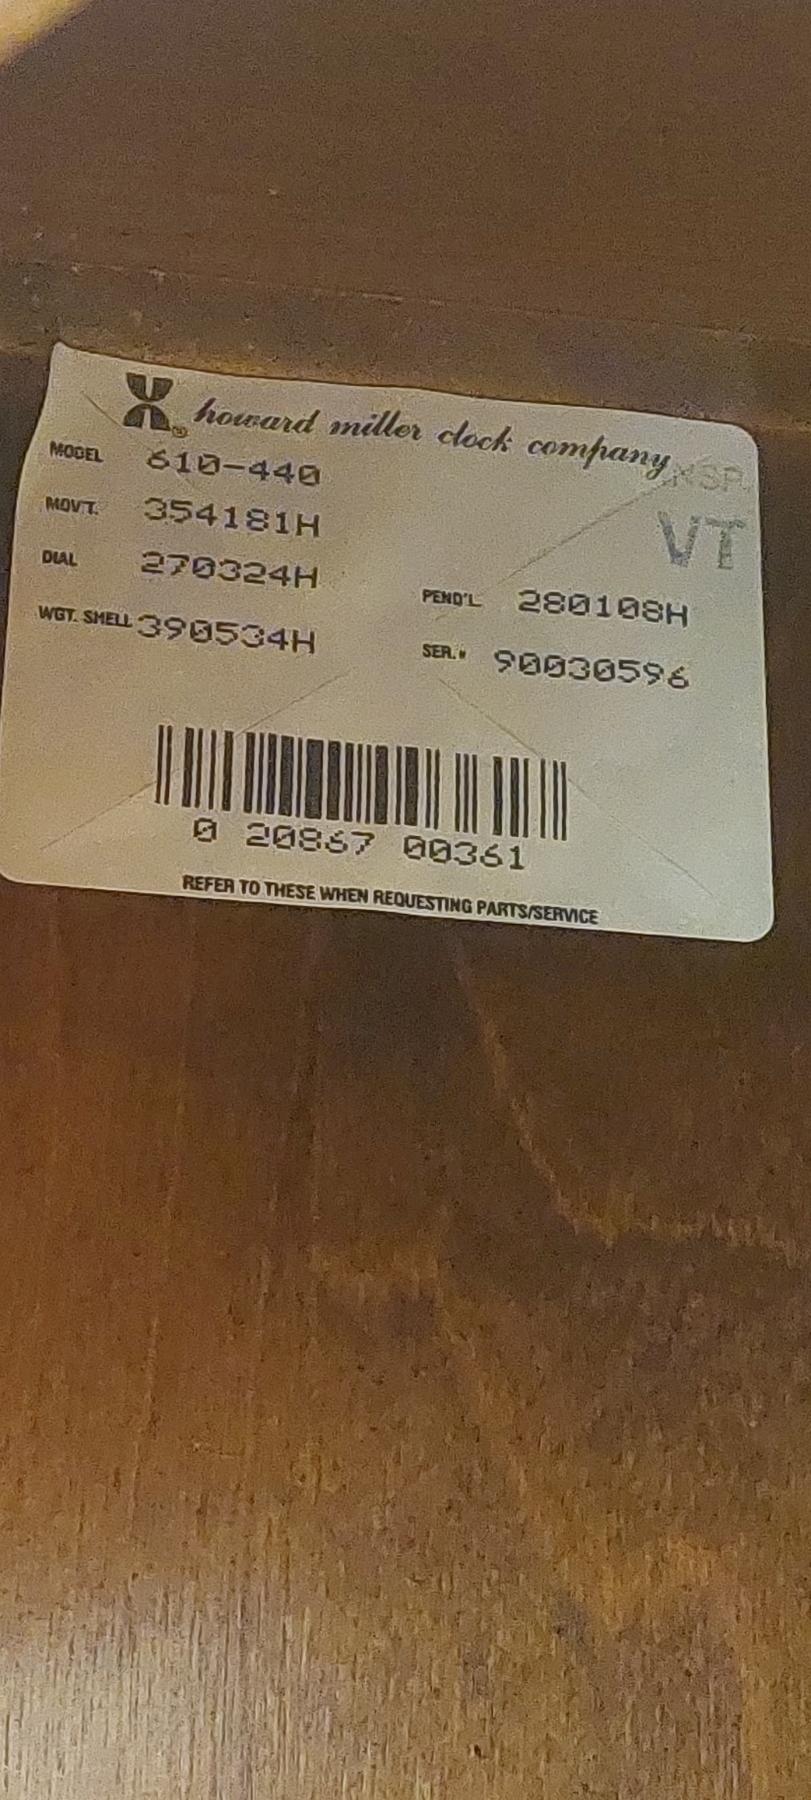 howard miller clock company
MODEL 610-440
MOV'T. 354181H
VT
DIAL 270324H
PEND'L 280108H
WGT. SHELL 390534H
SER.# 90030596
0 20867 00361
REFER TO THESE WHEN REQUESTING PARTS/SERVICE